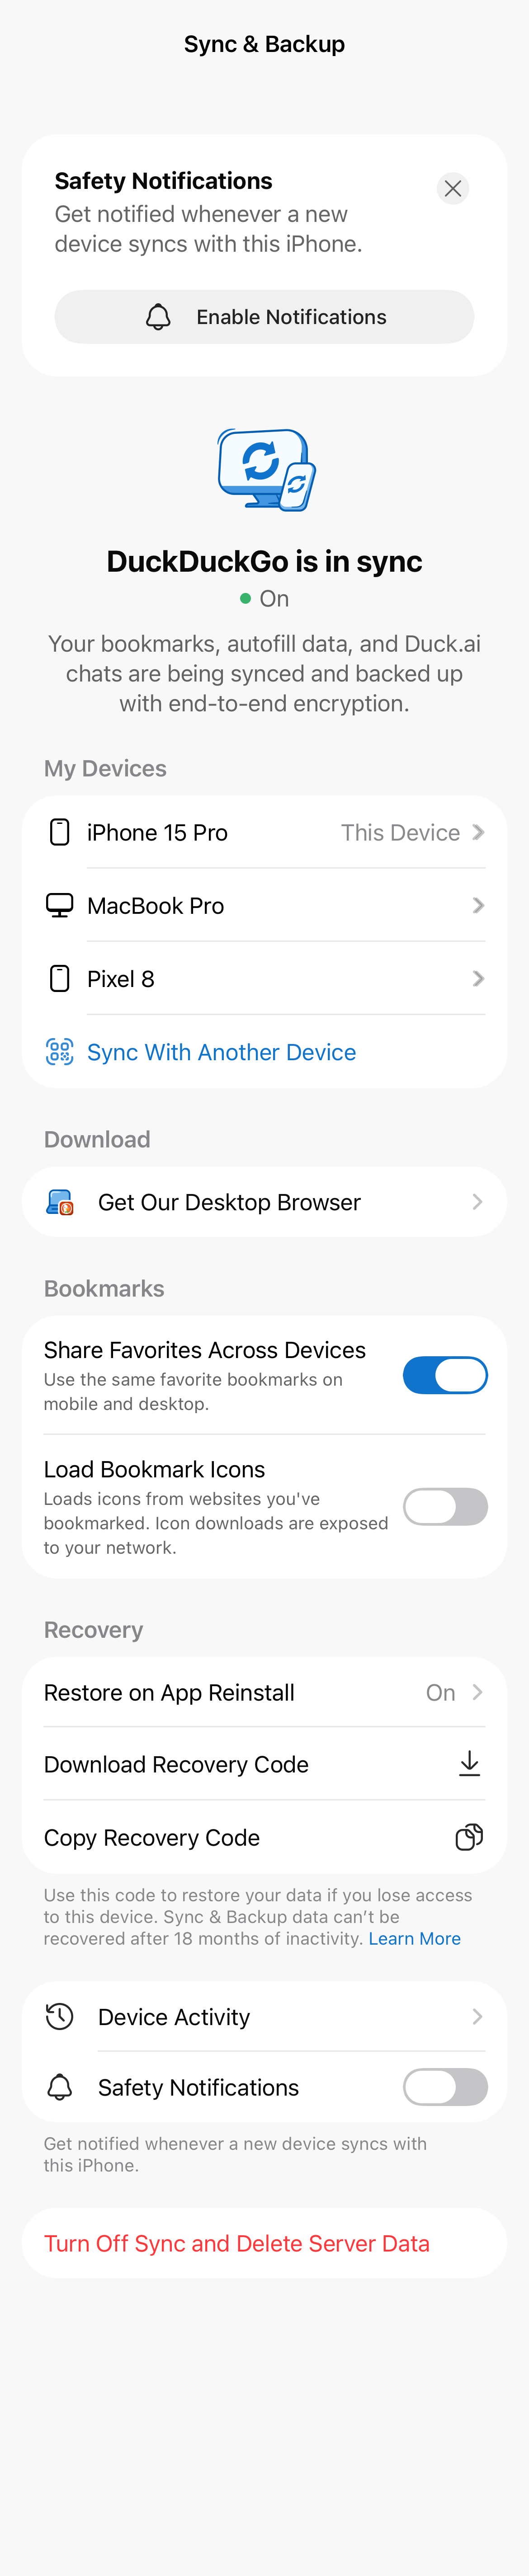 Sync & Backup
Safety Notifications
Get notified whenever a new
device syncs with this iPhone.
Enable Notifications
DuckDuckGo is in sync
On
Your bookmarks, autofill data, and Duck.ai
chats are being synced and backed up
with end-to-end encryption.
My Devices
iPhone 15 Pro This Device
MacBook Pro
Pixel 8
Sync With Another Device
Download
Get Our Desktop Browser
Bookmarks
Share Favorites Across Devices
Use the same favorite bookmarks on
mobile and desktop.
Load Bookmark Icons
Loads icons from websites you've
bookmarked. Icon downloads are exposed
to your network.
Recovery
Restore on App Reinstall On
Download Recovery Code
Copy Recovery Code
Use this code to restore your data if you lose access
to this device. Sync & Backup data can’t be
recovered after 18 months of inactivity. Learn More
Device Activity
Safety Notifications
Get notified whenever a new device syncs with
this iPhone.
Turn Off Sync and Delete Server Data